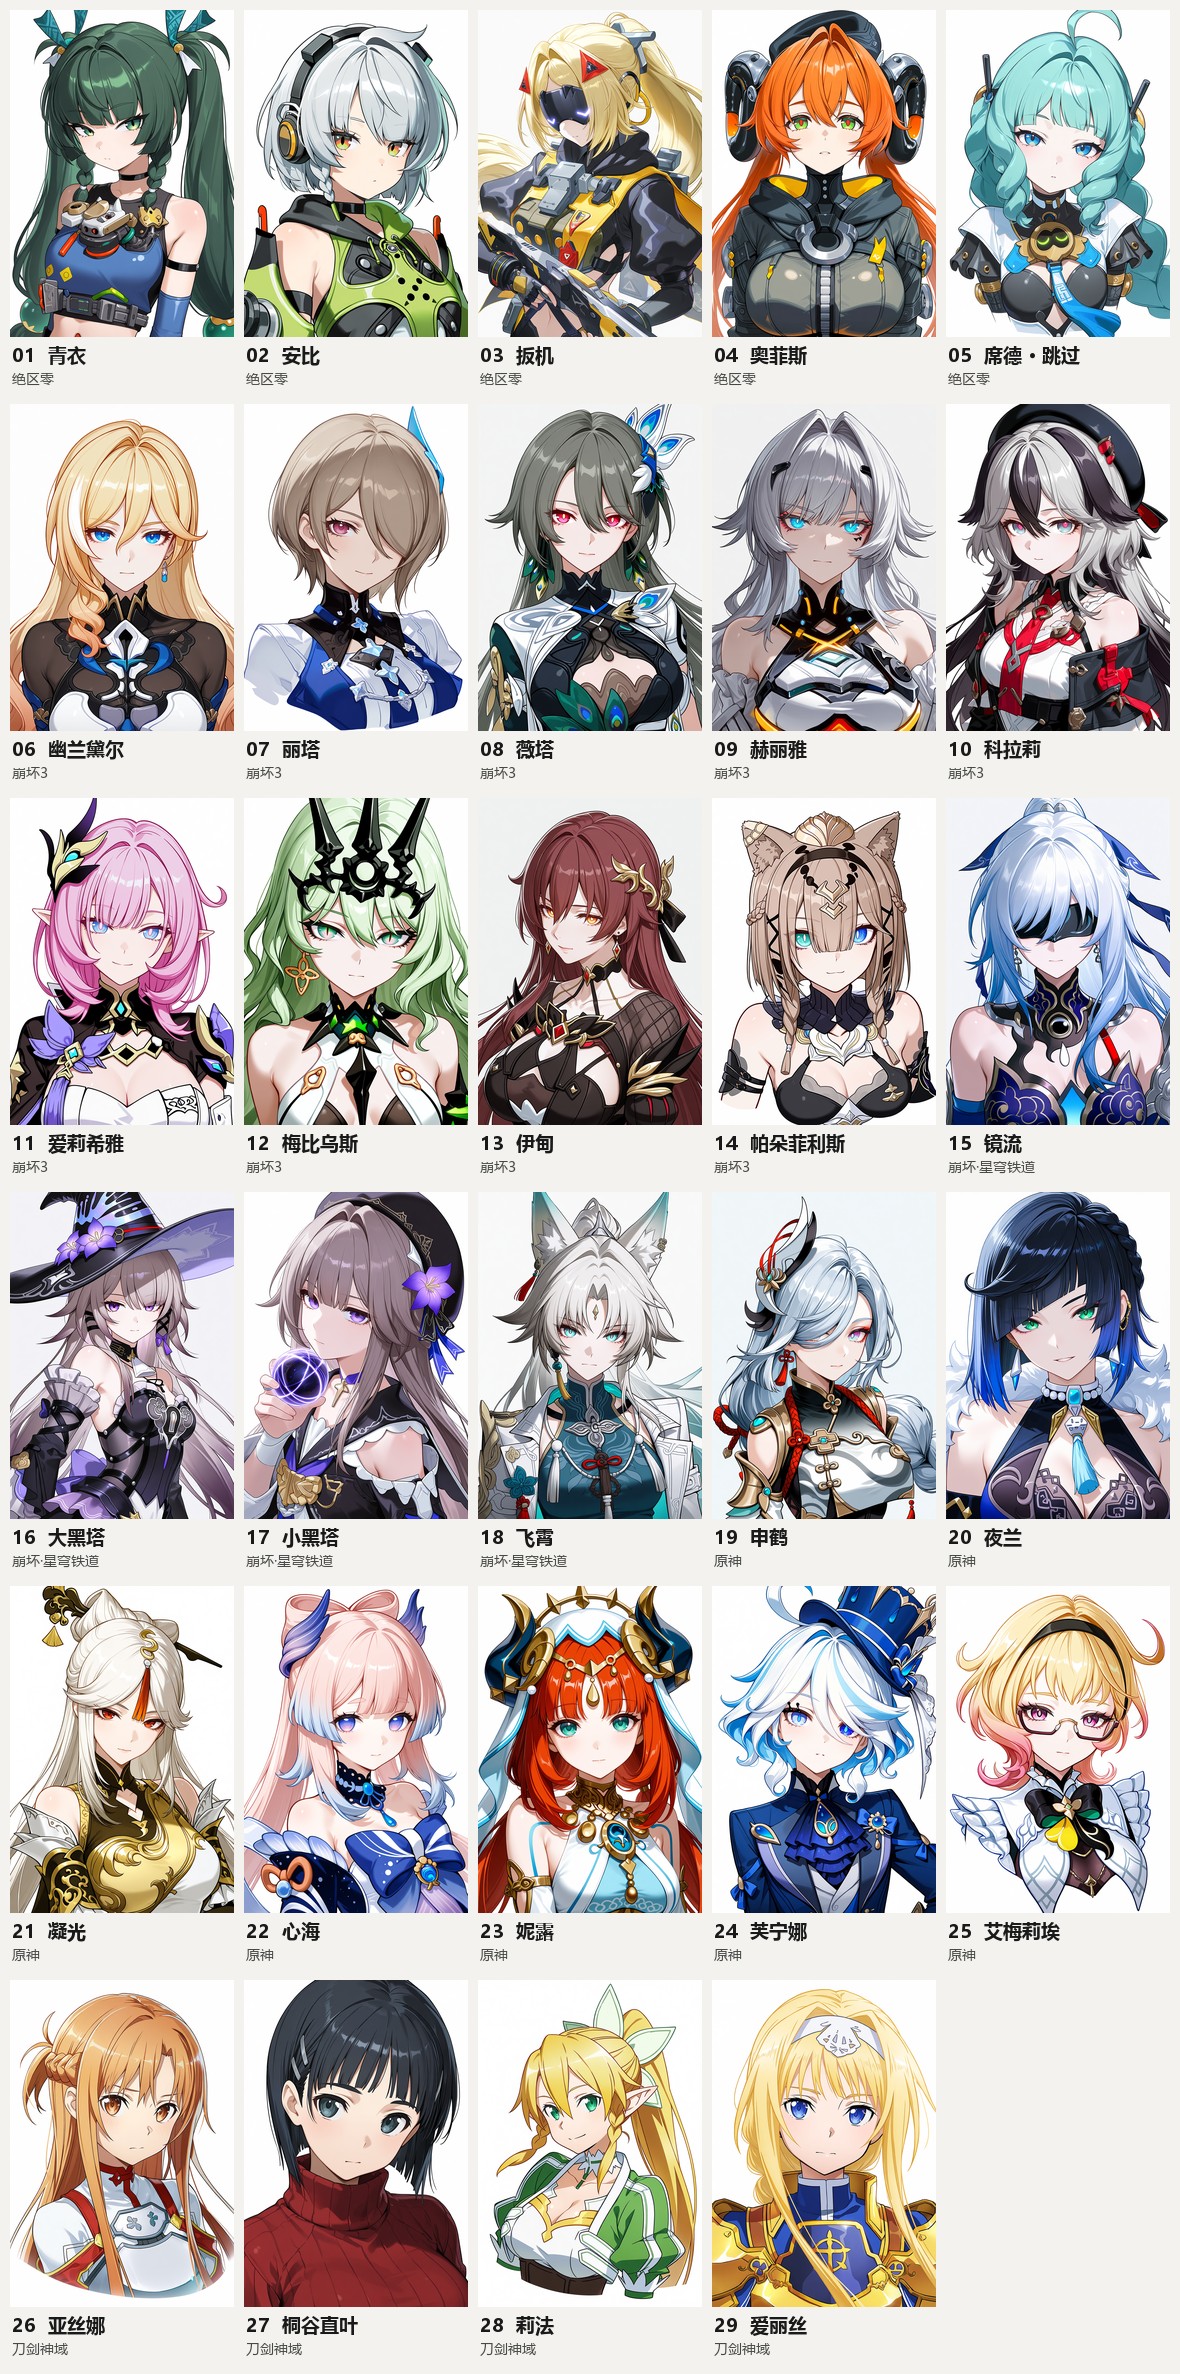 01 青衣
绝区零
02 安比
绝区零
03 扳机
绝区零
04 奥菲斯
绝区零
05 席德·跳过
绝区零
06 幽兰黛尔
崩坏3
07 丽塔
崩坏3
08 薇塔
崩坏3
09 赫丽雅
崩坏3
10 科拉莉
崩坏3
11 爱莉希雅
崩坏3
12 梅比乌斯
崩坏3
13 伊甸
崩坏3
14 帕朵菲利斯
崩坏3
15 镜流
崩坏·星穹铁道
16 大黑塔
崩坏·星穹铁道
17 小黑塔
崩坏·星穹铁道
18 飞霄
崩坏·星穹铁道
19 申鹤
原神
20 夜兰
原神
21 凝光
原神
22 心海
原神
23 妮露
原神
24 芙宁娜
原神
25 艾梅莉埃
原神
26 亚丝娜
刀剑神域
27 桐谷直叶
刀剑神域
28 莉法
刀剑神域
29 爱丽丝
刀剑神域